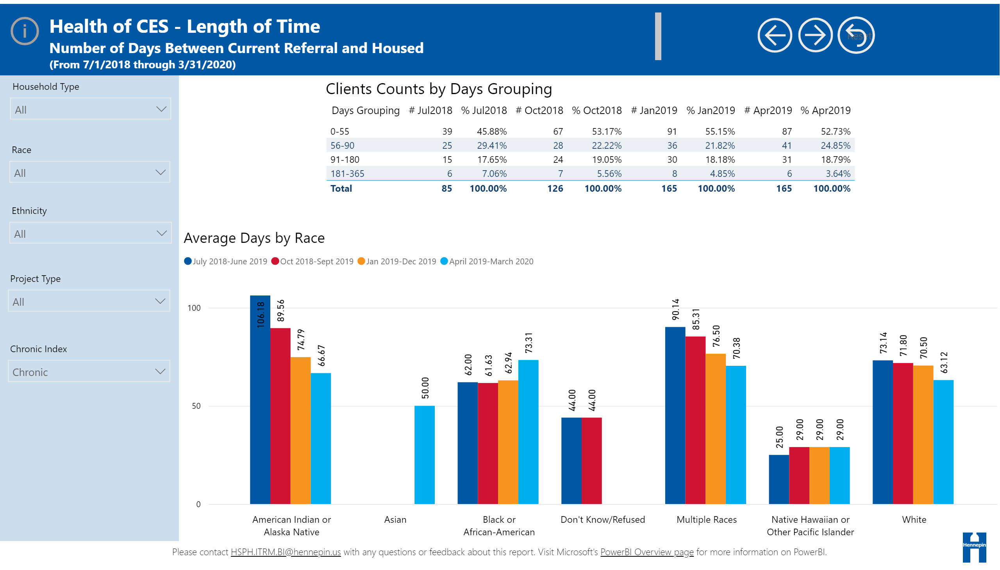 Health of CES - Length of Time
Number of Days Between Current Referral and Housed
(From 7/1/2018 through 3/31/2020)
Reset
Household Type
All
Race
All
Ethnicity
All
Project Type
All
Chronic Index
Chronic
Clients Counts by Days Grouping
Days Grouping # Jul2018 % Jul2018 # Oct2018 % Oct2018 # Jan2019 % Jan2019 # Apr2019 % Apr2019
0-55 39 45.88% 67 53.17% 91 55.15% 87 52.73%
56-90 25 29.41% 28 22.22% 36 21.82% 41 24.85%
91-180 15 17.65% 24 19.05% 30 18.18% 31 18.79%
181-365 6 7.06% 7 5.56% 8 4.85% 6 3.64%
Total 85 100.00% 126 100.00% 165 100.00% 165 100.00%
Average Days by Race
July 2018-June 2019 Oct 2018-Sept 2019 Jan 2019-Dec 2019 April 2019-March 2020
100
50
0
106.18 89.56 74.79 66.67
50.00
62.00 61.63 62.94 73.31
44.00 44.00
90.14 85.31 76.50 70.38
25.00 29.00 29.00 29.00
73.14 71.80 70.50 63.12
American Indian or
Alaska Native
Asian
Black or
African-American
Don't Know/Refused
Multiple Races
Native Hawaiian or
Other Pacific Islander
White
Please contact HSPH.ITRM.BI@hennepin.us with any questions or feedback about this report. Visit Microsoft's PowerBI Overview page for more information on PowerBI.
Hennepin